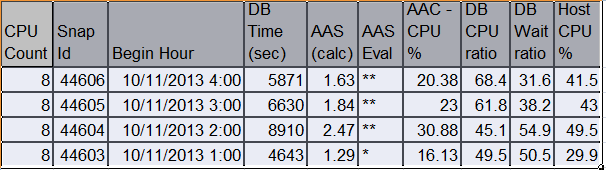 CPU Count Snap Id Begin Hour DB Time (sec) AAS (calc) AAS Eval AAC - CPU % DB CPU ratio DB Wait ratio Host CPU %
8 44606 10/11/2013 4:00 5871 1.63 ** 20.38 68.4 31.6 41.5
8 44605 10/11/2013 3:00 6630 1.84 ** 23 61.8 38.2 43
8 44604 10/11/2013 2:00 8910 2.47 ** 30.88 45.1 54.9 49.5
8 44603 10/11/2013 1:00 4643 1.29 * 16.13 49.5 50.5 29.9